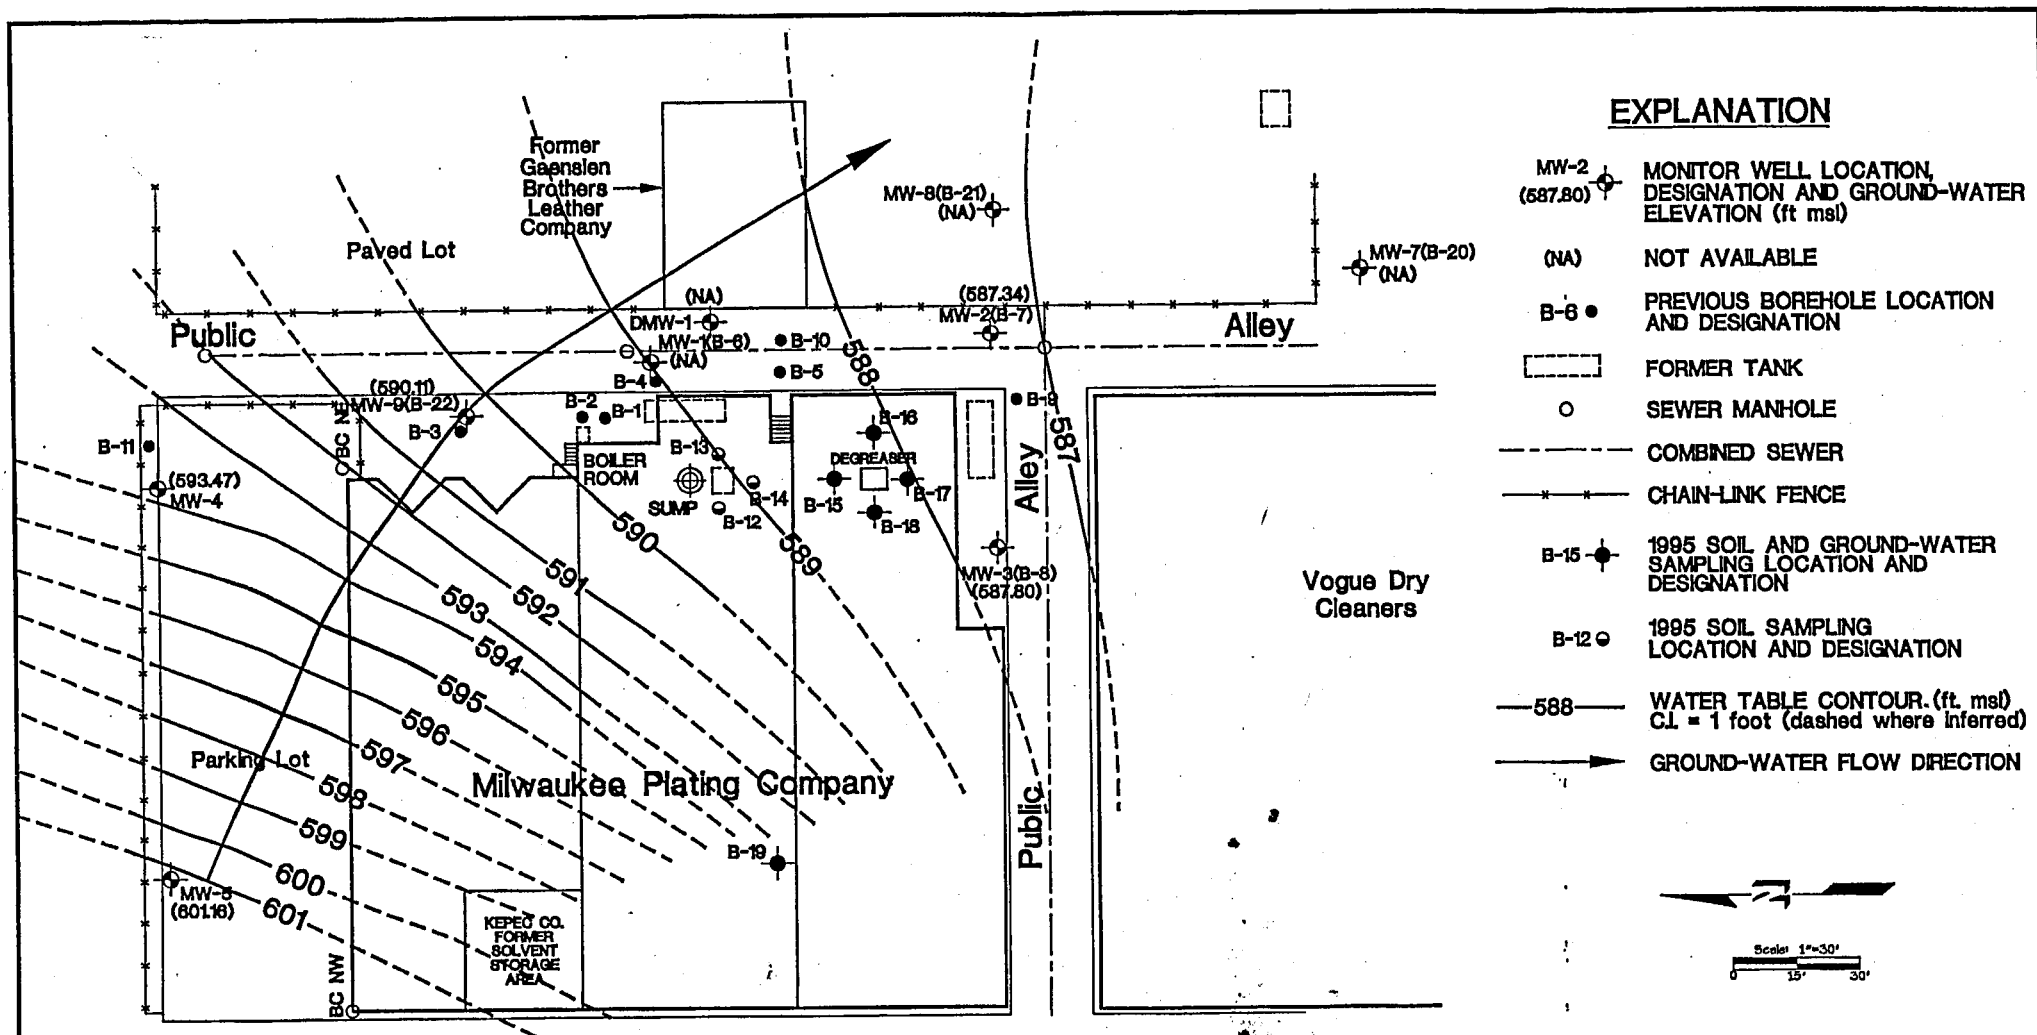 EXPLANATION
MW-2
(587.80)
MONITOR WELL LOCATION,
DESIGNATION AND GROUND-WATER
ELEVATION (ft msl)
(NA)
NOT AVAILABLE
B-6
PREVIOUS BOREHOLE LOCATION
AND DESIGNATION
FORMER TANK
SEWER MANHOLE
COMBINED SEWER
CHAIN-LINK FENCE
B-15
1995 SOIL AND GROUND-WATER
SAMPLING LOCATION AND
DESIGNATION
B-12
1995 SOIL SAMPLING
LOCATION AND DESIGNATION
588
WATER TABLE CONTOUR. (ft. msl)
C.I. = 1 foot (dashed where inferred)
GROUND-WATER FLOW DIRECTION
Scale: 1"=30'
0 15' 30'
Former
Gaenslen
Brothers
Leather
Company
Paved Lot
MW-8(B-21)
(NA)
MW-7(B-20)
(NA)
(NA)
DMW-1
(587.34)
MW-2(B-7)
Public
Alley
MW-1(B-6)
(NA)
B-10
B-5
588
B-4
(590.11)
MW-9(B-22)
B-3
BC NE
B-2
B-1
B-9
B-11
B-16
587
B-13
BOILER
ROOM
DEGREASER
(593.47)
MW-4
SUMP
B-14
B-12
B-15
B-17
B-18
Alley
590
589
MW-3(B-8)
(587.80)
Vogue Dry
Cleaners
591
592
593
594
595
596
597
598
599
600
601
Parking Lot
Milwaukee Plating Company
Public
B-19
MW-5
(601.16)
KEPEC CO.
FORMER
SOLVENT
STORAGE
AREA
BC NW